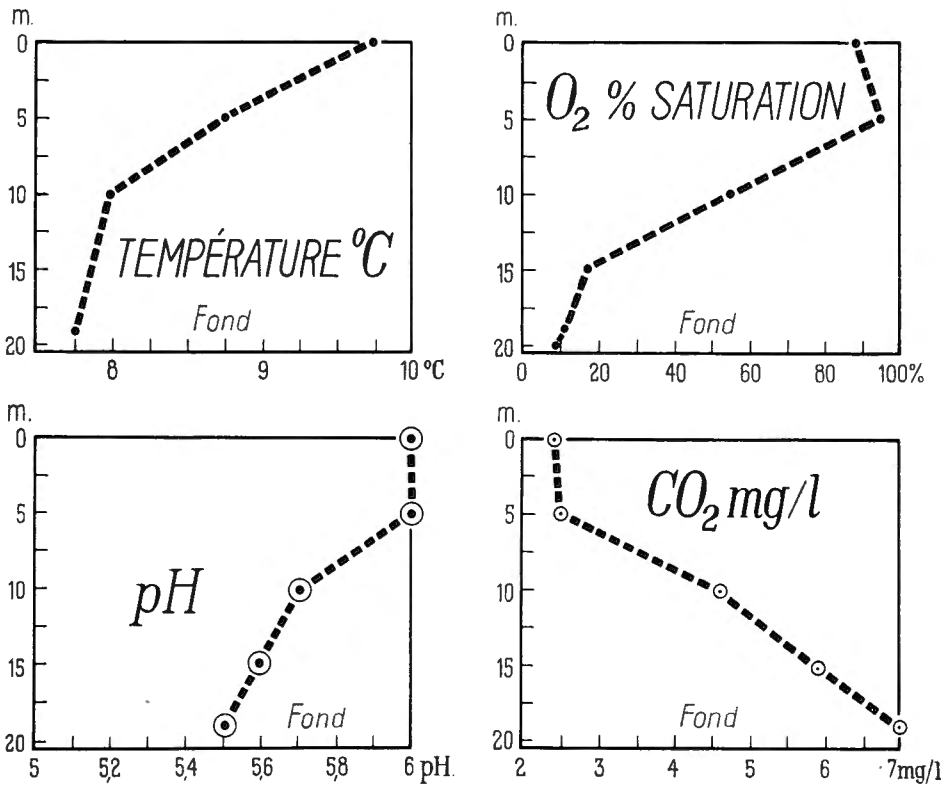 m.
0
5
10
15
20
TEMPÉRATURE °C
Fond
8 9 10 °C
m.
0
5
10
15
20
O₂ % SATURATION
Fond
0 20 40 60 80 100%
m.
0
5
10
15
20
pH
Fond
5 5,2 5,4 5,6 5,8 6 pH.
m.
0
5
10
15
20
CO₂ mg/l
Fond
2 3 4 5 6 7mg/l